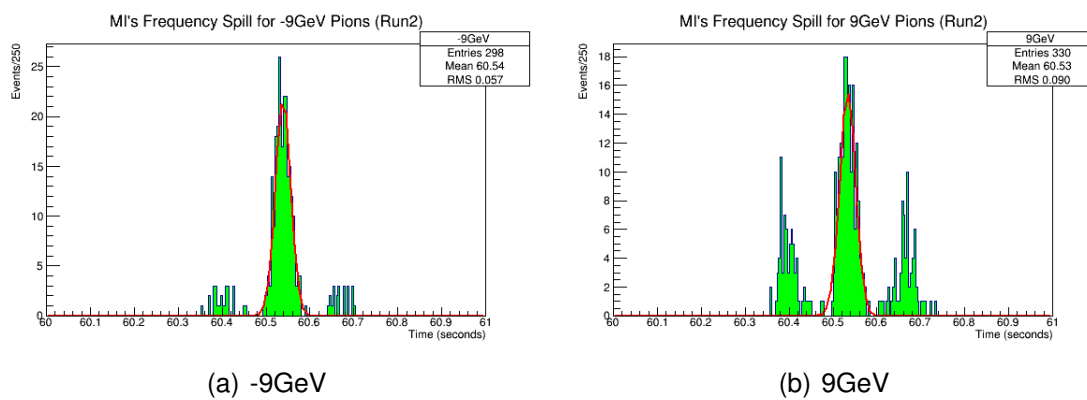 MI's Frequency Spill for -9GeV Pions (Run2)
-9GeV
Entries 298
Mean 60.54
RMS 0.057
Events/250
25
20
15
10
5
0
60 60.1 60.2 60.3 60.4 60.5 60.6 60.7 60.8 60.9 61
Time (seconds)
(a) -9GeV
MI's Frequency Spill for 9GeV Pions (Run2)
9GeV
Entries 330
Mean 60.53
RMS 0.090
Events/250
18
16
14
12
10
8
6
4
2
0
60 60.1 60.2 60.3 60.4 60.5 60.6 60.7 60.8 60.9 61
Time (seconds)
(b) 9GeV